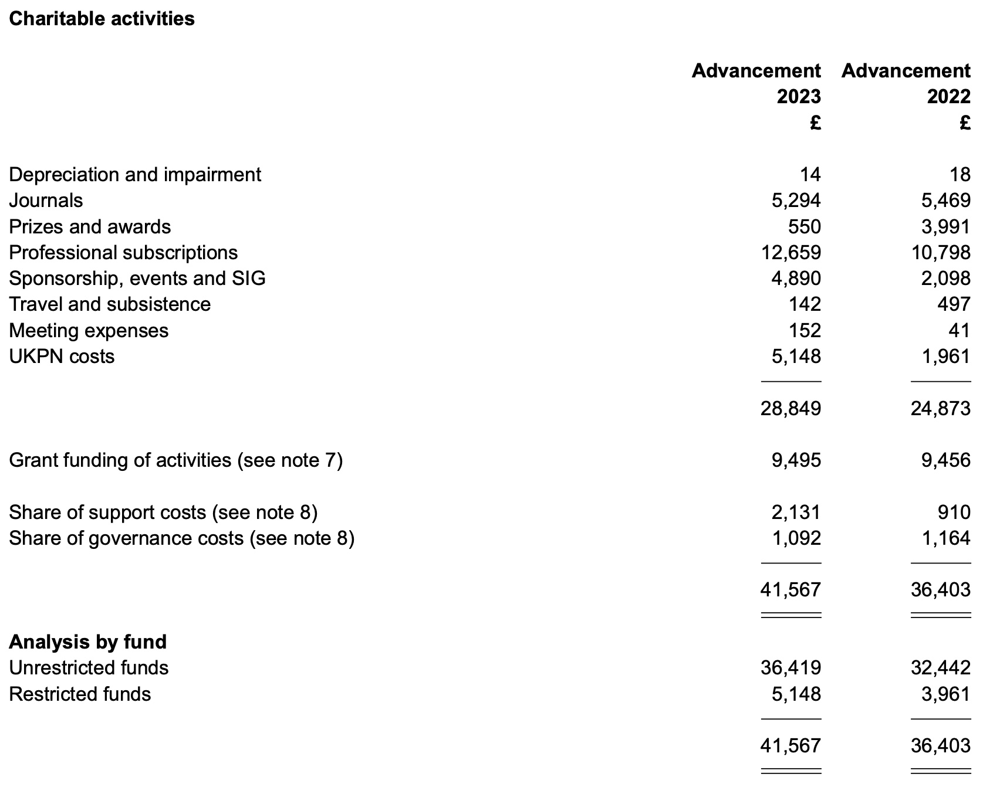 Charitable activities
Advancement Advancement
2023 2022
£ £
Depreciation and impairment 14 18
Journals 5,294 5,469
Prizes and awards 550 3,991
Professional subscriptions 12,659 10,798
Sponsorship, events and SIG 4,890 2,098
Travel and subsistence 142 497
Meeting expenses 152 41
UKPN costs 5,148 1,961
28,849 24,873
Grant funding of activities (see note 7) 9,495 9,456
Share of support costs (see note 8) 2,131 910
Share of governance costs (see note 8) 1,092 1,164
41,567 36,403
Analysis by fund
Unrestricted funds 36,419 32,442
Restricted funds 5,148 3,961
41,567 36,403